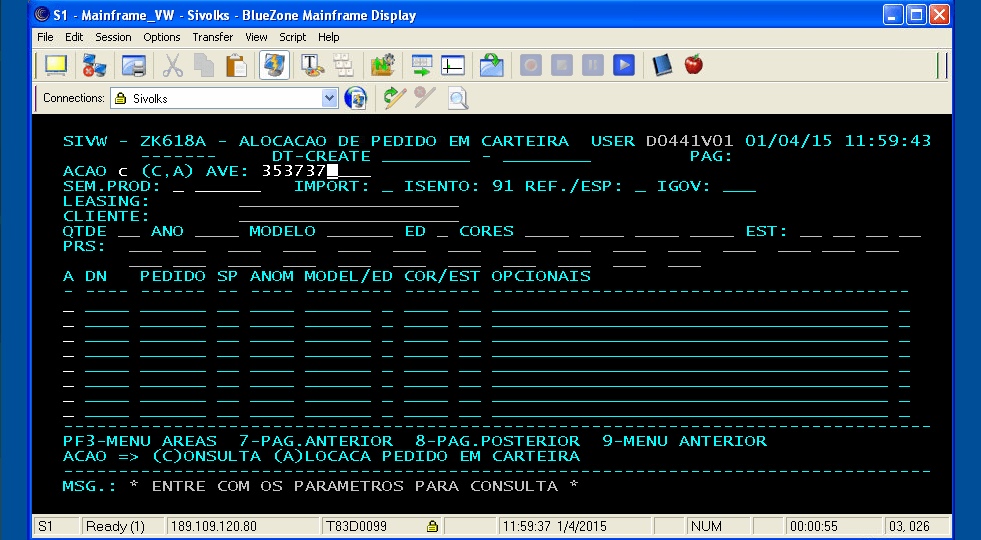 S1 - Mainframe_VW - Sivolks - BlueZone Mainframe Display
File Edit Session Options Transfer View Script Help
Connections: Sivolks
SIVW - ZK618A - ALOCACAO DE PEDIDO EM CARTEIRA USER D0441V01 01/04/15 11:59:43
------- DT-CREATE ________ - ________ PAG:
ACAO c (C,A) AVE: 353737____
SEM.PROD: _ ______ IMPORT: _ ISENTO: 91 REF./ESP: _ IGOV: ___
LEASING: ____________________
CLIENTE: ____________________
QTDE __ ANO ____ MODELO ______ ED _ CORES ____ ____ ____ ____ EST: __ __ __ __
PRS: ___ ___ ___ ___ ___ ___ ___ ___ ___ ___ ___ ___ ___ ___
___ ___ ___ ___ ___ ___ ___ ___ ___ ___ ___
A DN PEDIDO SP ANOM MODEL/ED COR/EST OPCIONAIS
PF3-MENU AREAS 7-PAG.ANTERIOR 8-PAG.POSTERIOR 9-MENU ANTERIOR
ACAO => (C)ONSULTA (A)LOCACA PEDIDO EM CARTEIRA
MSG.: * ENTRE COM OS PARAMETROS PARA CONSULTA *
S1 Ready (1) 189.109.120.80 T83D0099 11:59:37 1/4/2015 NUM 00:00:55 03, 026